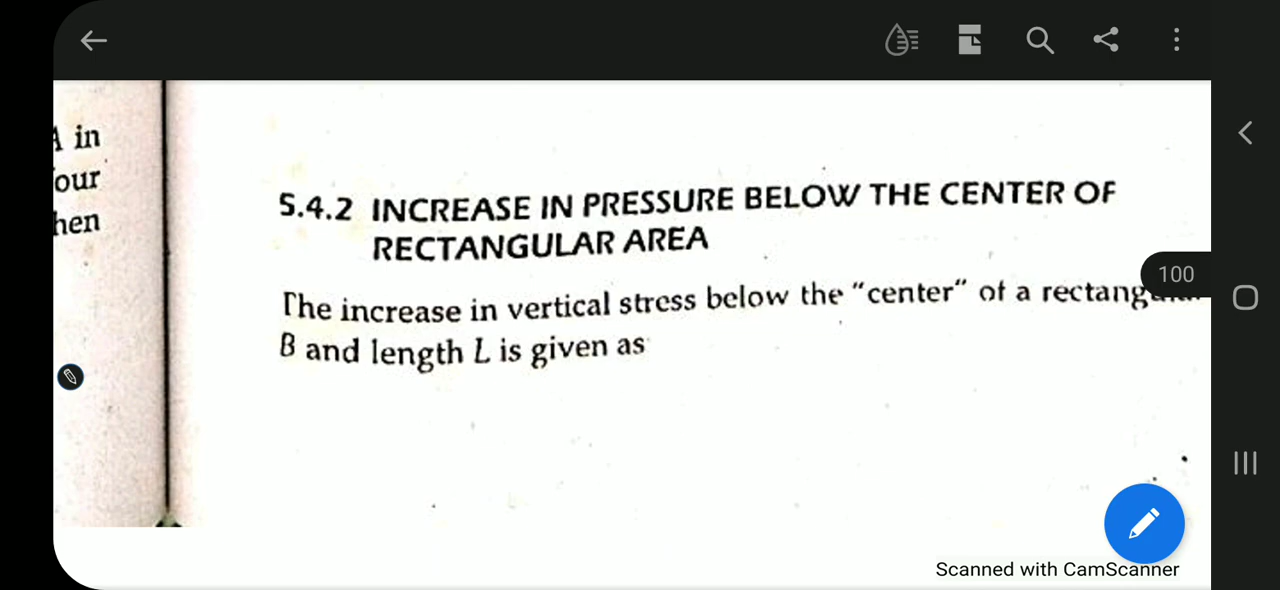 A in
our
hen
5.4.2 INCREASE IN PRESSURE BELOW THE CENTER OF
RECTANGULAR AREA
The increase in vertical stress below the "center" of a
B and length L is given as
100
Scanned with CamScanner